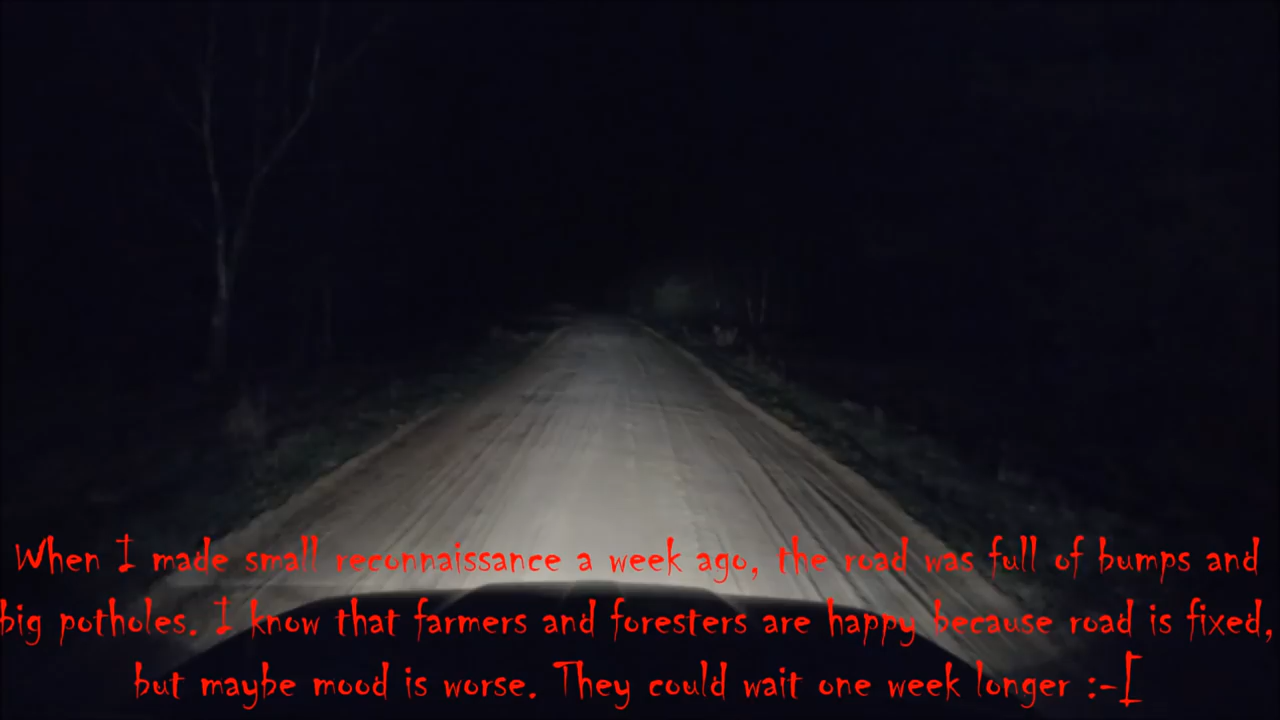 When I made small reconnaissance a week ago, the road was full of bumps and
big potholes. I know that farmers and foresters are happy because road is fixed,
but maybe mood is worse. They could wait one week longer :-[